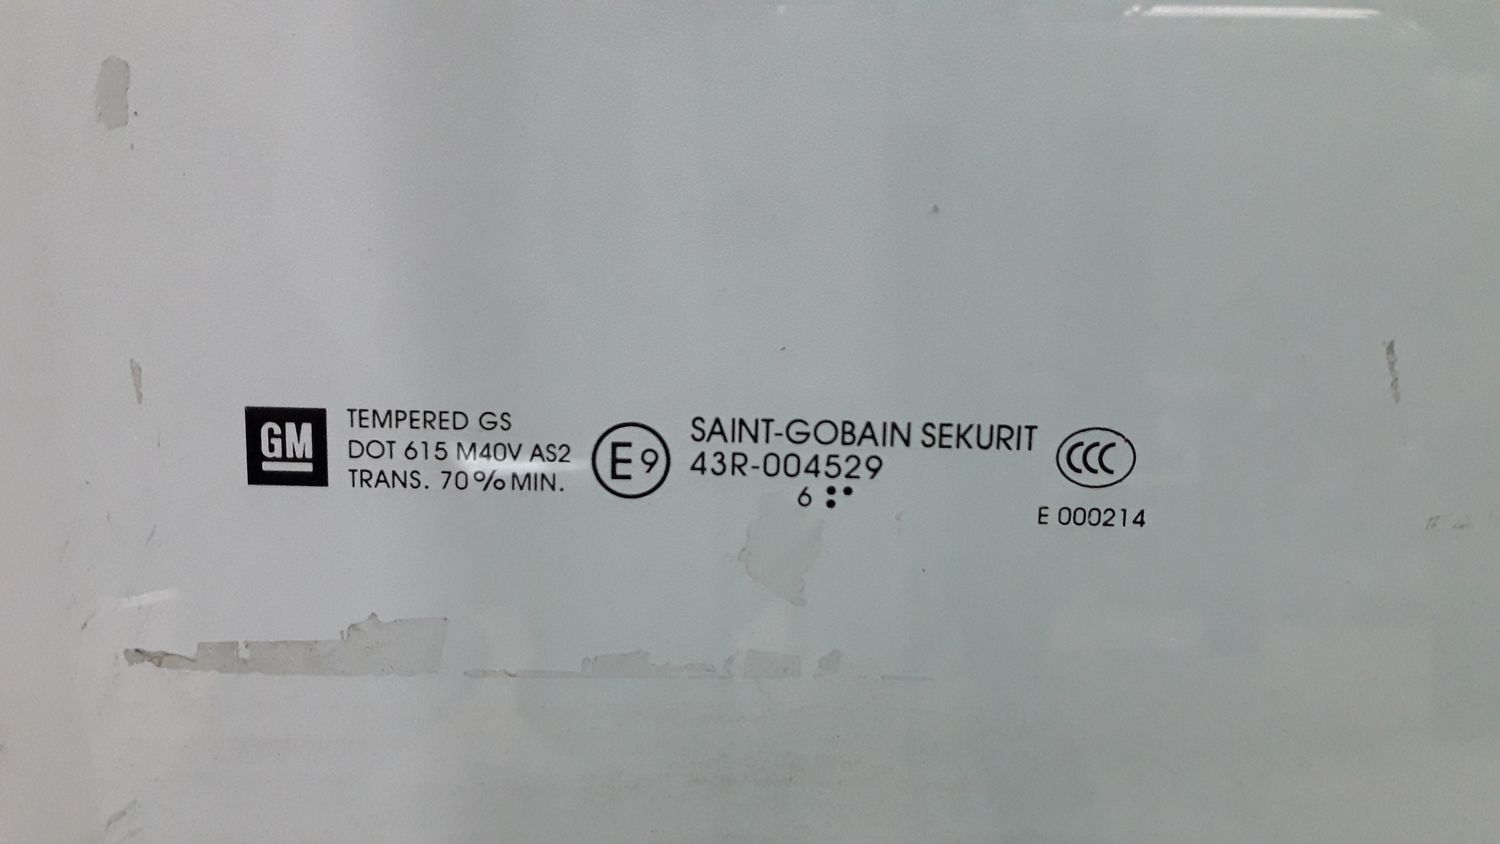 GM
TEMPERED GS
DOT 615 M40V AS2
TRANS. 70% MIN.
E9
SAINT-GOBAIN SEKURIT
43R-004529
6
CCC
E 000214